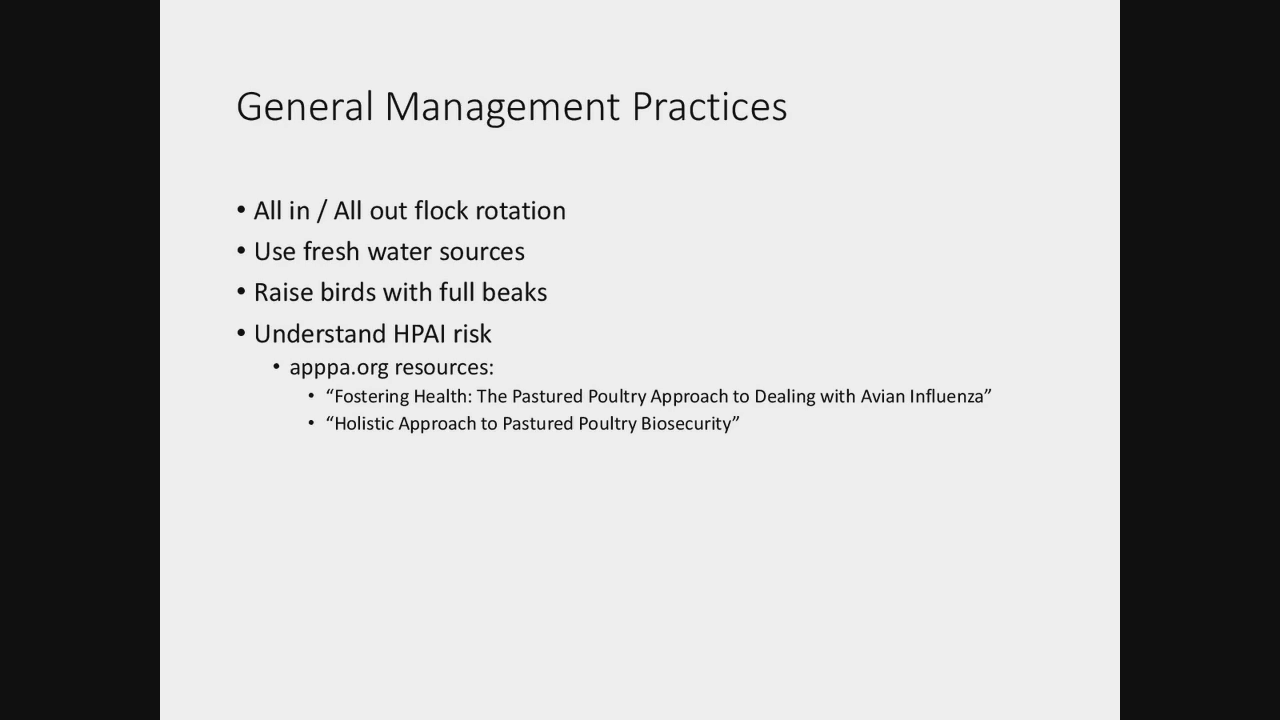 General Management Practices
• All in / All out flock rotation
• Use fresh water sources
• Raise birds with full beaks
• Understand HPAI risk
• apppa.org resources:
• “Fostering Health: The Pastured Poultry Approach to Dealing with Avian Influenza”
• “Holistic Approach to Pastured Poultry Biosecurity”